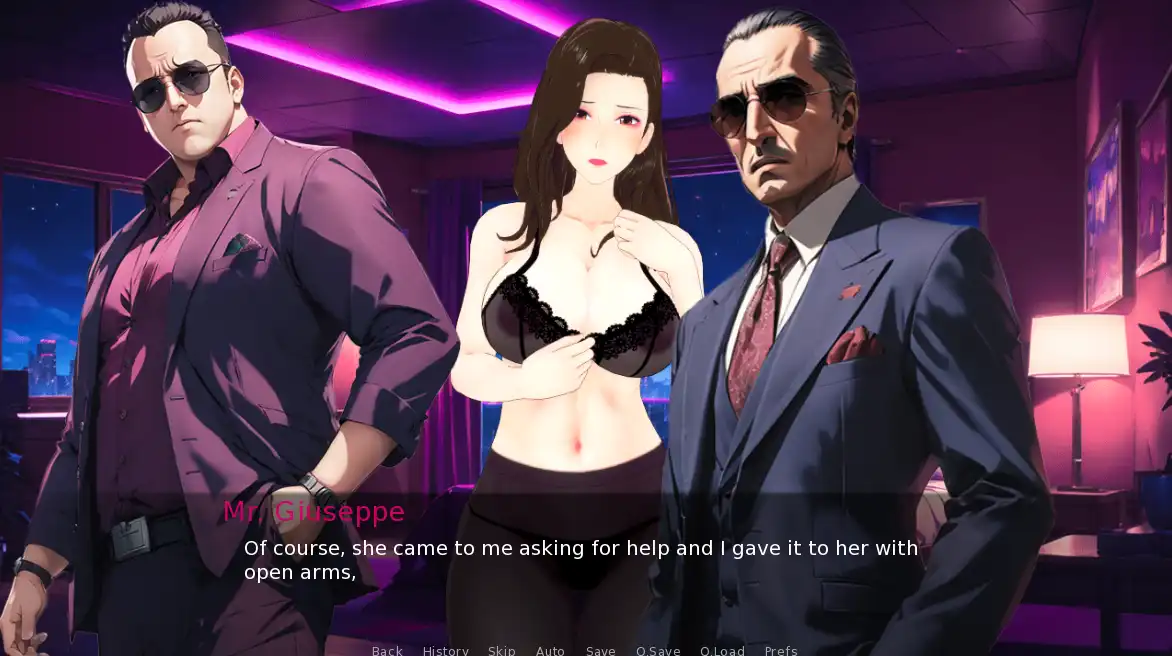 Mr. Giuseppe
Of course, she came to me asking for help and I gave it to her with
open arms,
Back History Skip Auto Save Q.Save Q.Load Prefs